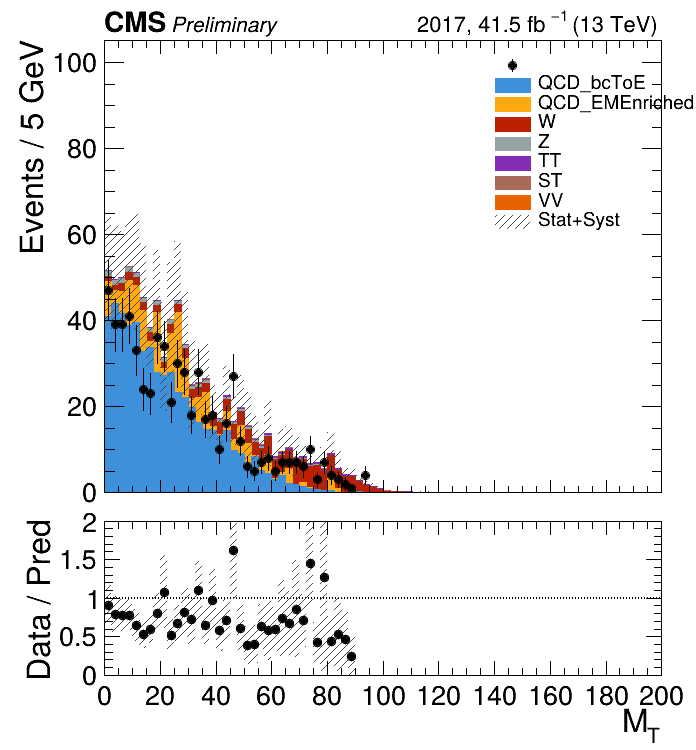 CMS Preliminary 2017, 41.5 fb⁻¹ (13 TeV)
Events / 5 GeV
100
80
60
40
20
0
QCD_bcToE
QCD_EMEnriched
W
Z
TT
ST
VV
Stat+Syst
Data / Pred
2
1.5
1
0.5
0
0 20 40 60 80 100 120 140 160 180 200
M_T